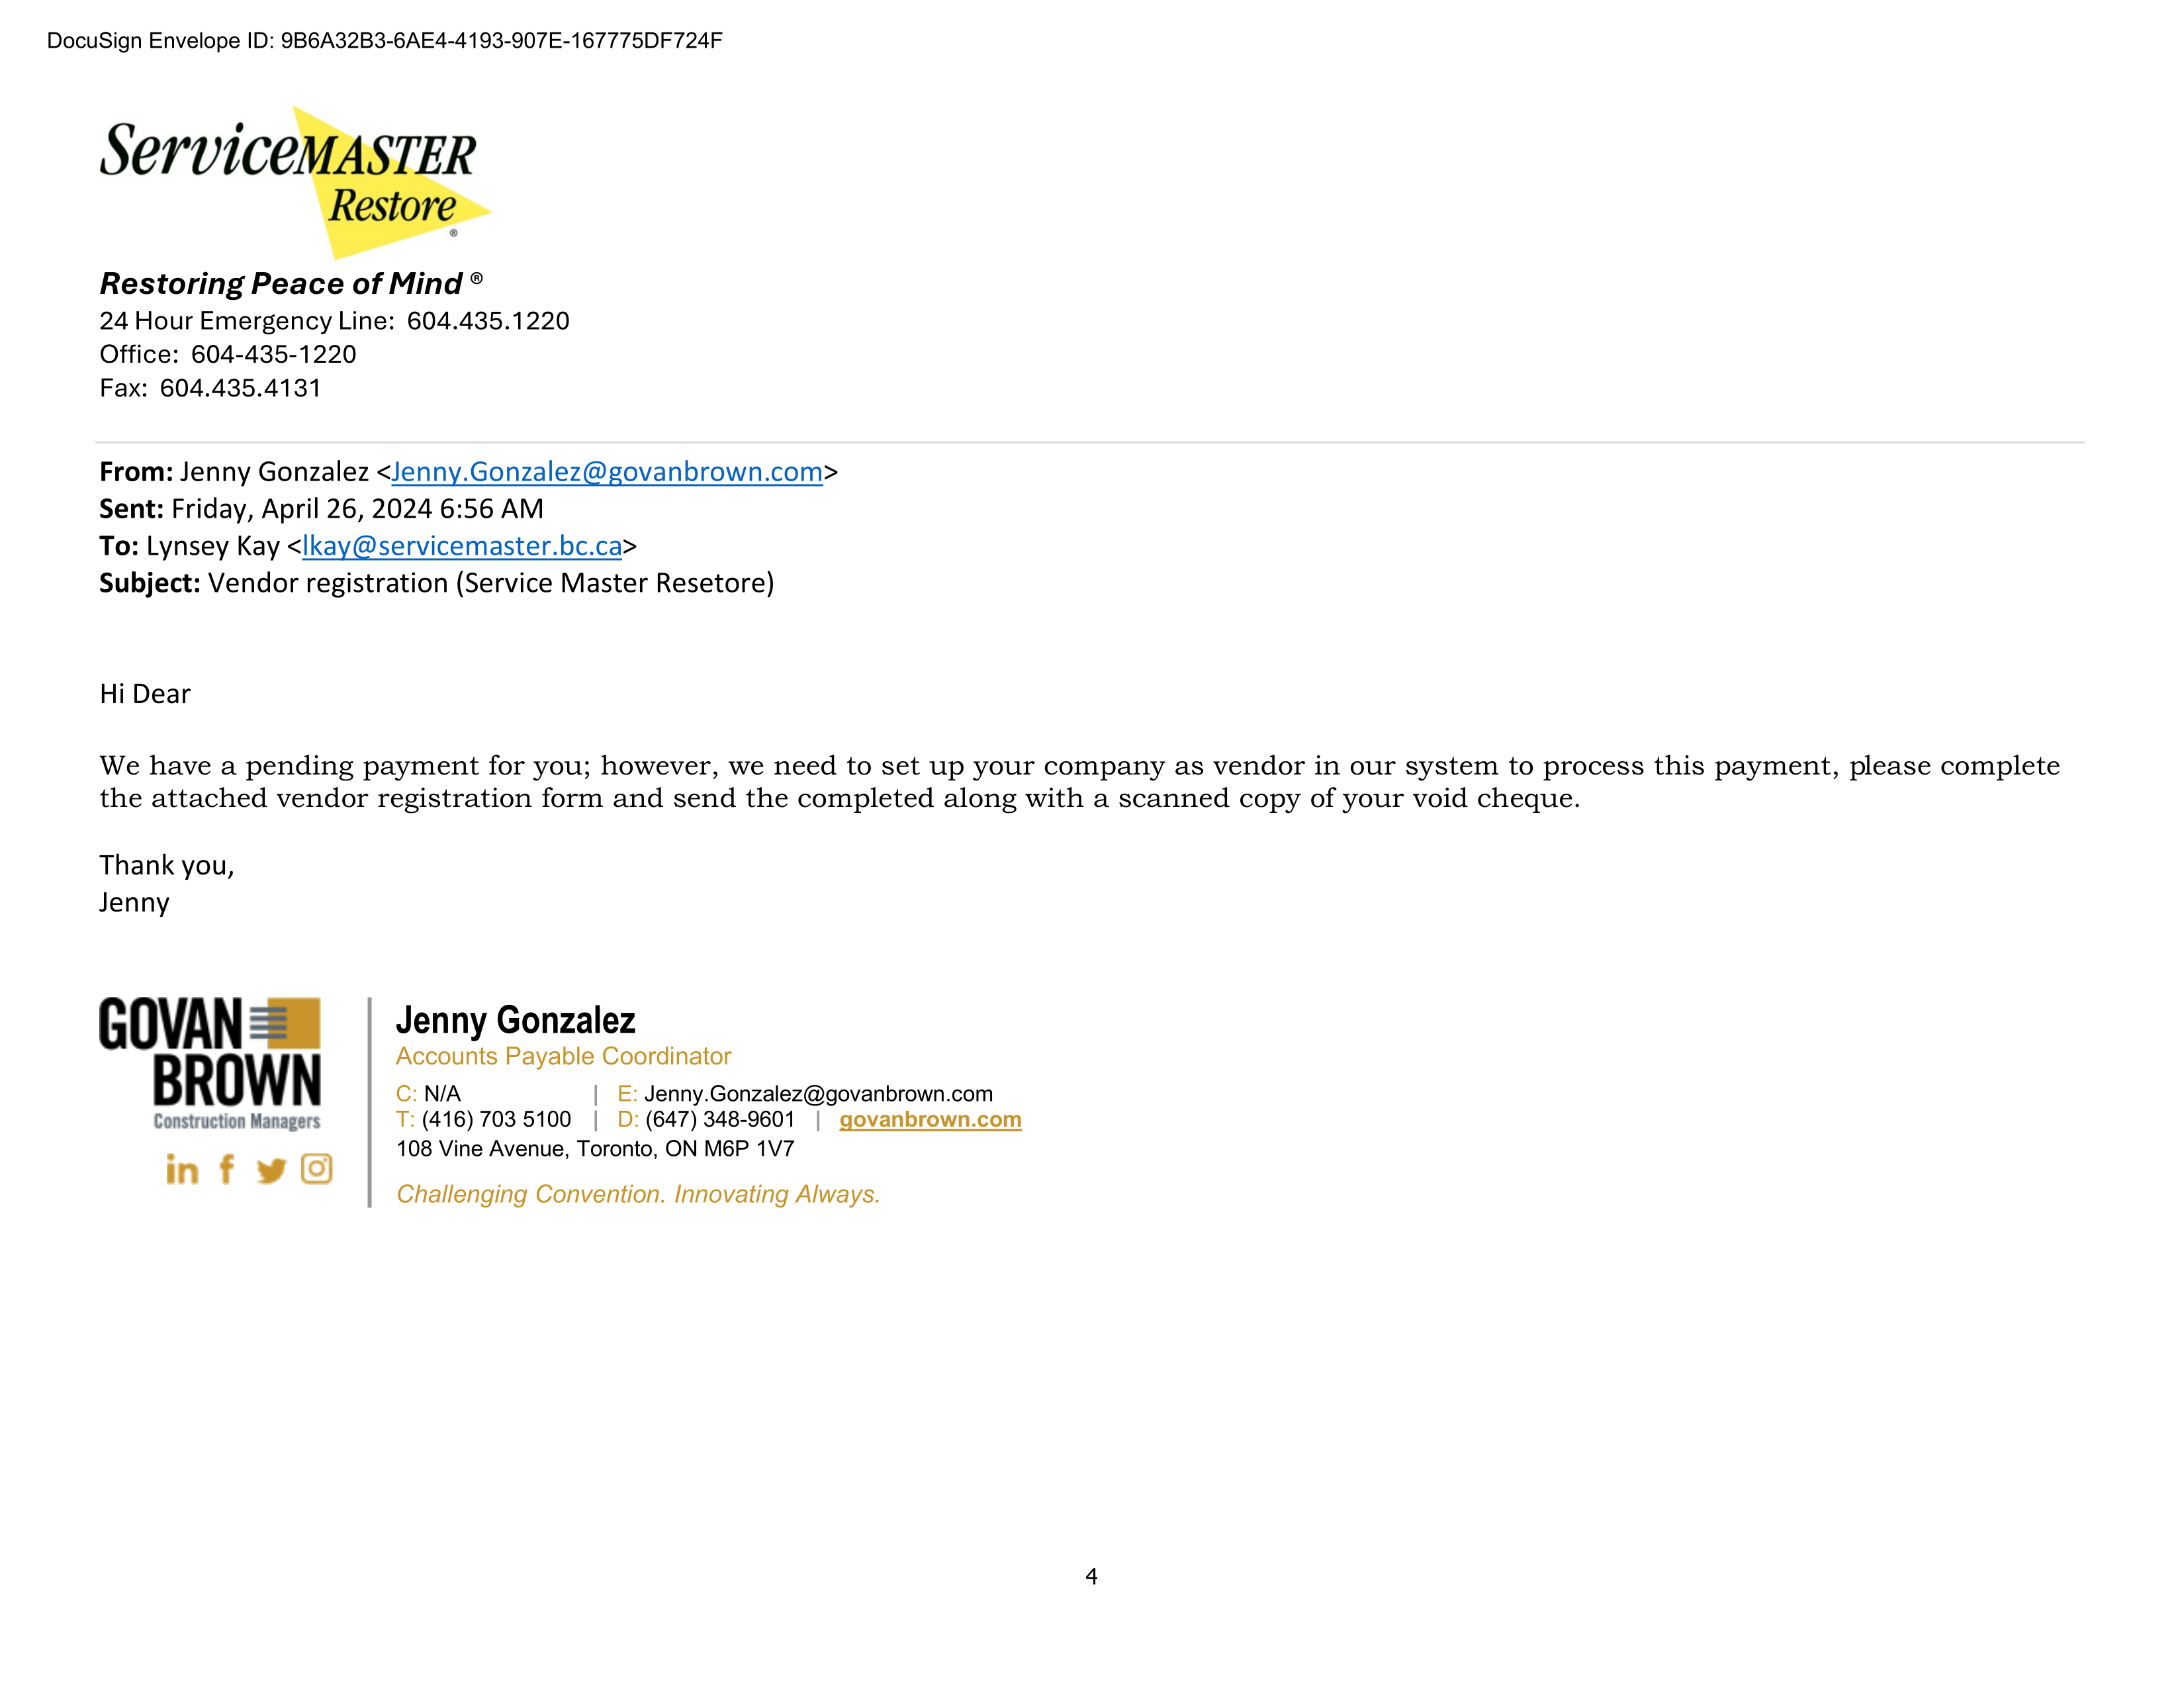 DocuSign Envelope ID: 9B6A32B3-6AE4-4193-907E-167775DF724F
ServiceMASTER
Restore
®
Restoring Peace of Mind ®
24 Hour Emergency Line: 604.435.1220
Office: 604-435-1220
Fax: 604.435.4131
From: Jenny Gonzalez <Jenny.Gonzalez@govanbrown.com>
Sent: Friday, April 26, 2024 6:56 AM
To: Lynsey Kay <lkay@servicemaster.bc.ca>
Subject: Vendor registration (Service Master Resetore)
Hi Dear
We have a pending payment for you; however, we need to set up your company as vendor in our system to process this payment, please complete
the attached vendor registration form and send the completed along with a scanned copy of your void cheque.
Thank you,
Jenny
GOVAN
BROWN
Construction Managers
in f
Jenny Gonzalez
Accounts Payable Coordinator
C: N/A | E: Jenny.Gonzalez@govanbrown.com
T: (416) 703 5100 | D: (647) 348-9601 | govanbrown.com
108 Vine Avenue, Toronto, ON M6P 1V7
Challenging Convention. Innovating Always.
4